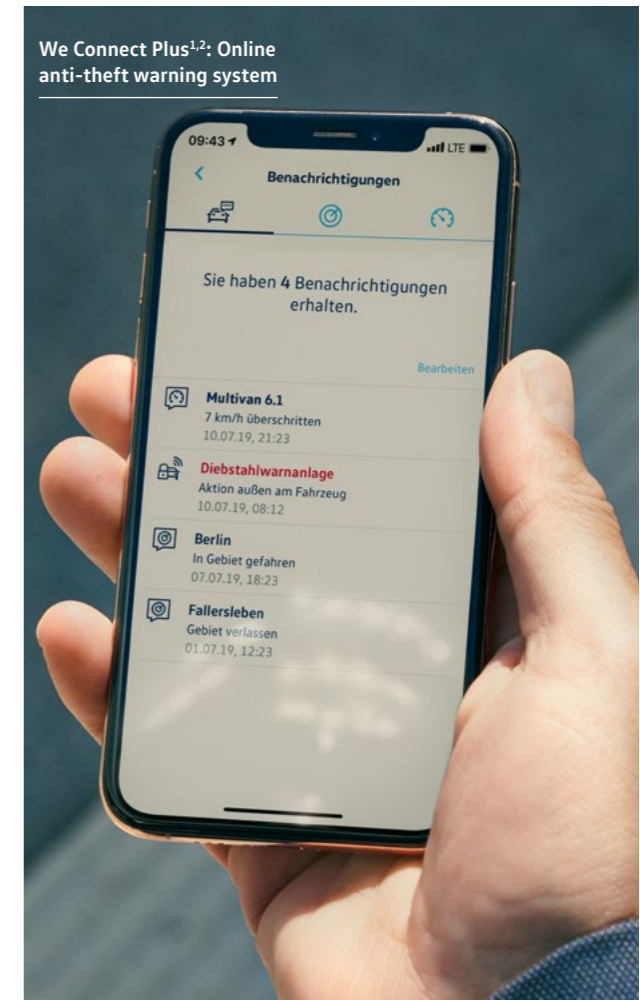 We Connect Plus¹,²: Online
anti-theft warning system
09:43
LTE
Benachrichtigungen
Sie haben 4 Benachrichtigungen
erhalten.
Bearbeiten
Multivan 6.1
7 km/h überschritten
10.07.19, 21:23
Diebstahlwarnanlage
Aktion außen am Fahrzeug
10.07.19, 08:12
Berlin
In Gebiet gefahren
07.07.19, 18:23
Fallersleben
Gebiet verlassen
01.07.19, 12:23